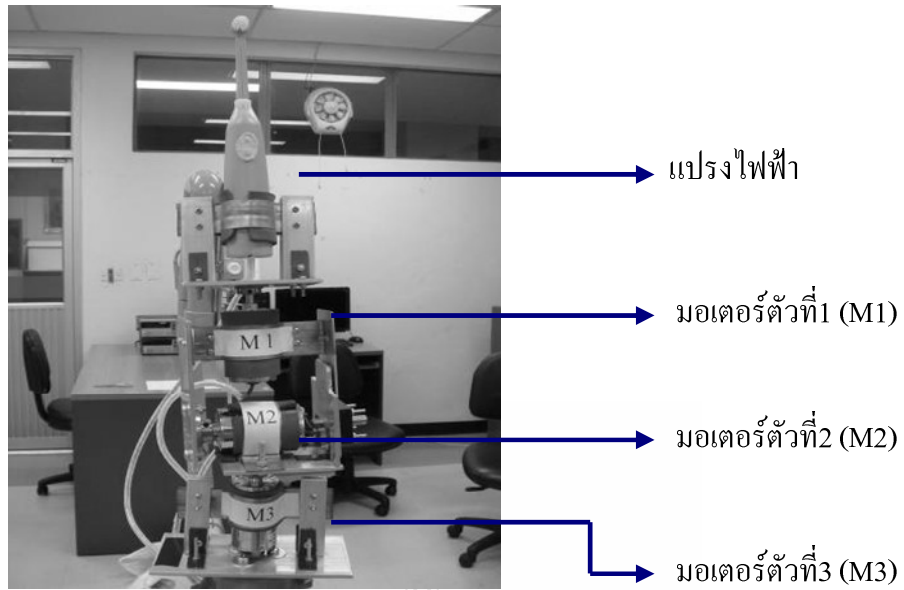 แปรงไฟฟ้า
มอเตอร์ตัวที่1 (M1)
M 1
M2
มอเตอร์ตัวที่2 (M2)
M3
มอเตอร์ตัวที่3 (M3)